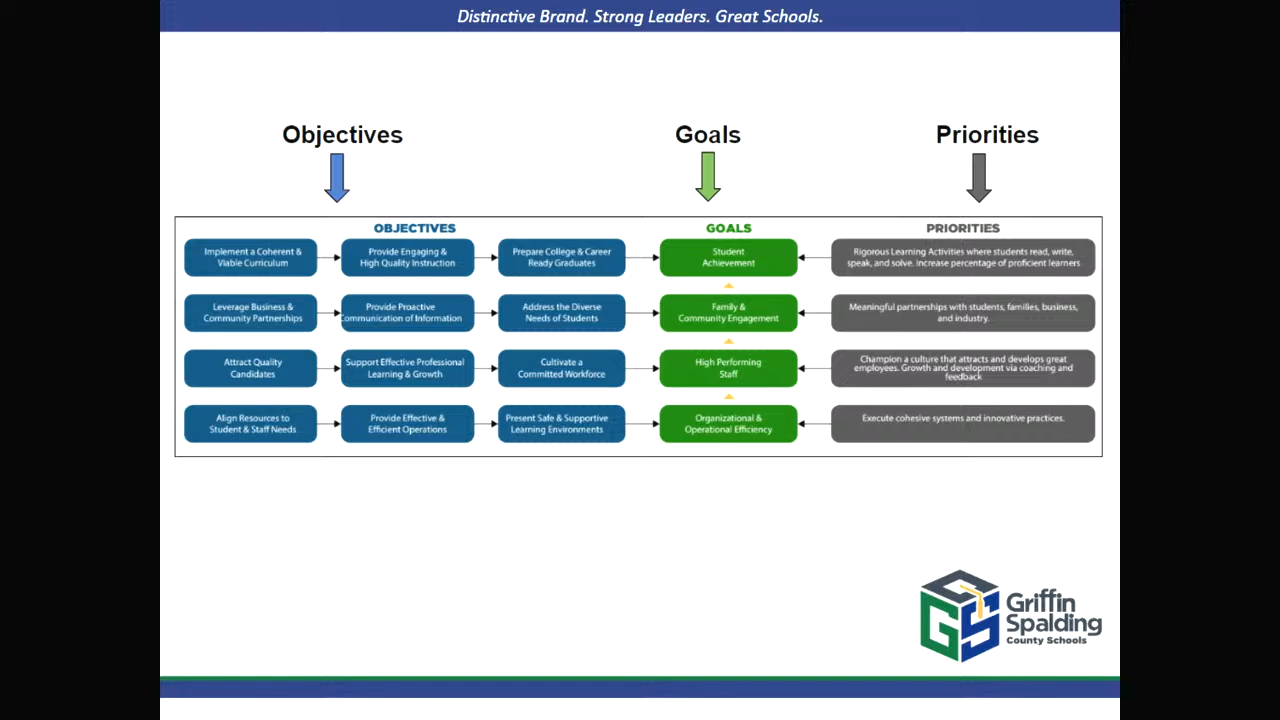 Distinctive Brand. Strong Leaders. Great Schools.
Objectives
Goals
Priorities
OBJECTIVES
GOALS
PRIORITIES
Implement a Coherent &
Viable Curriculum
Provide Engaging &
High Quality Instruction
Prepare College & Career
Ready Graduates
Student
Achievement
Rigorous Learning Activities where students read, write,
speak, and solve. Increase percentage of proficient learners
Leverage Business &
Community Partnerships
Provide Proactive
Communication of Information
Address the Diverse
Needs of Students
Family &
Community Engagement
Meaningful partnerships with students, families, business,
and industry.
Attract Quality
Candidates
Support Effective Professional
Learning & Growth
Cultivate a
Committed Workforce
High Performing
Staff
Champion a culture that attracts and develops great
employees. Growth and development via coaching and
feedback
Align Resources to
Student & Staff Needs
Provide Effective &
Efficient Operations
Present Safe & Supportive
Learning Environments
Organizational &
Operational Efficiency
Execute cohesive systems and innovative practices.
GCS
Griffin
Spalding
County Schools